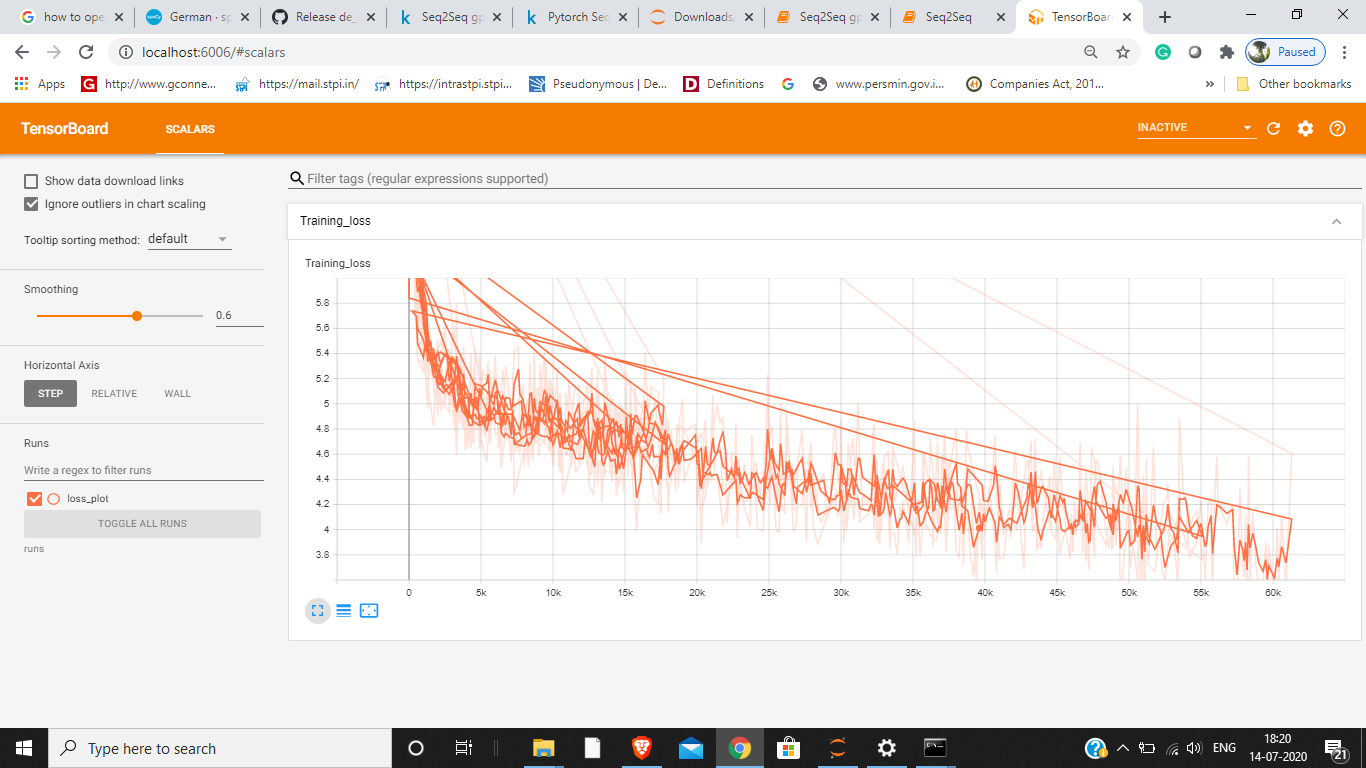 how to ope
German · sp
Release de_
Seq2Seq gp
Pytorch Seq
Downloads/
Seq2Seq gp
Seq2Seq
TensorBoard
localhost:6006/#scalars
Paused
Apps
http://www.gconne...
https://mail.stpi.in/
https://intrastpi.stpi...
Pseudonymous | De...
Definitions
www.persmin.gov.i...
Companies Act, 201...
»
Other bookmarks
TensorBoard
SCALARS
INACTIVE
Show data download links
Ignore outliers in chart scaling
Tooltip sorting method: default
Smoothing
0.6
Horizontal Axis
STEP RELATIVE WALL
Runs
Write a regex to filter runs
loss_plot
TOGGLE ALL RUNS
runs
Filter tags (regular expressions supported)
Training_loss
Training_loss
5.8
5.6
5.4
5.2
5
4.8
4.6
4.4
4.2
4
3.8
0 5k 10k 15k 20k 25k 30k 35k 40k 45k 50k 55k 60k
Type here to search
ENG
18:20
14-07-2020
21